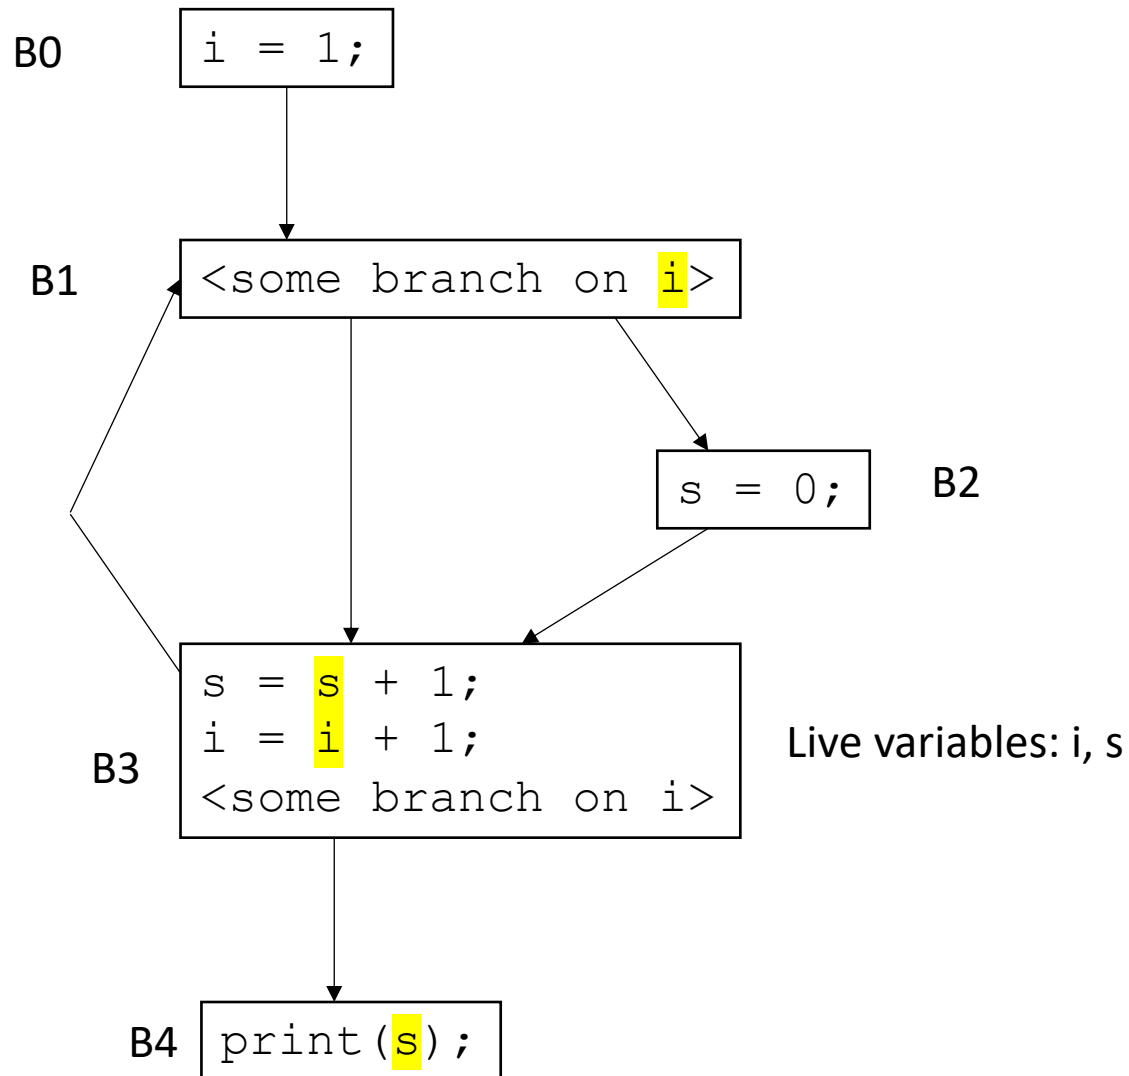 B0
i = 1;
B1
<some branch on i>
s = 0;
B2
B3
s = s + 1;
i = i + 1;
<some branch on i>
Live variables: i, s
B4
print(s);